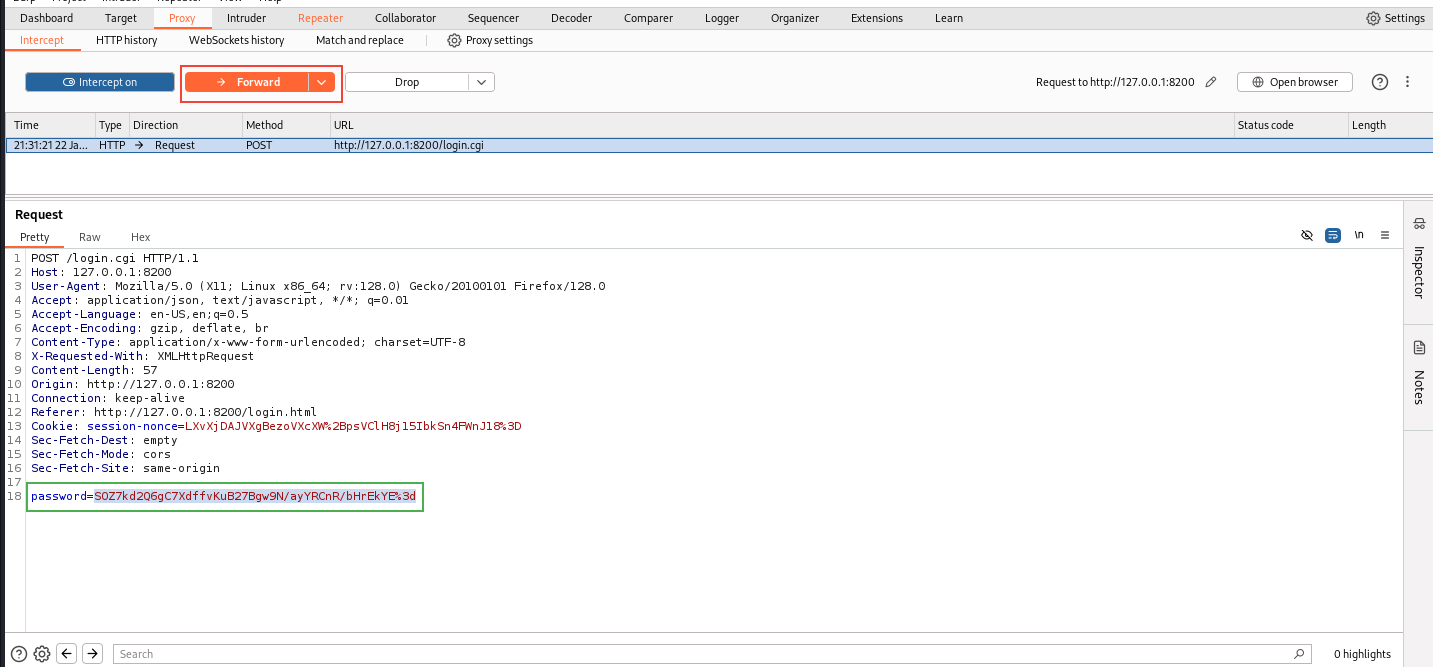 Dashboard Target Proxy Intruder Repeater Collaborator Sequencer Decoder Comparer Logger Organizer Extensions Learn Settings
Intercept HTTP history WebSockets history Match and replace Proxy settings
Intercept on Forward Drop Request to http://127.0.0.1:8200 Open browser
Time Type Direction Method URL Status code Length
21:31:21 22 Ja... HTTP Request POST http://127.0.0.1:8200/login.cgi
Request
Pretty Raw Hex \n
1 POST /login.cgi HTTP/1.1
2 Host: 127.0.0.1:8200
3 User-Agent: Mozilla/5.0 (X11; Linux x86_64; rv:128.0) Gecko/20100101 Firefox/128.0
4 Accept: application/json, text/javascript, */*; q=0.01
5 Accept-Language: en-US,en;q=0.5
6 Accept-Encoding: gzip, deflate, br
7 Content-Type: application/x-www-form-urlencoded; charset=UTF-8
8 X-Requested-With: XMLHttpRequest
9 Content-Length: 57
10 Origin: http://127.0.0.1:8200
11 Connection: keep-alive
12 Referer: http://127.0.0.1:8200/login.html
13 Cookie: session-nonce=LXvXjDAJVXgBezoVXcXW%2BpsVClH8jl5IbkSn4FWnJ18%3D
14 Sec-Fetch-Dest: empty
15 Sec-Fetch-Mode: cors
16 Sec-Fetch-Site: same-origin
17
18 password=SOZ7kd2Q6gC7XdffvKuB27Bgw9N/ayYRCnR/bHrEkYE%3d
Inspector
Notes
Search 0 highlights